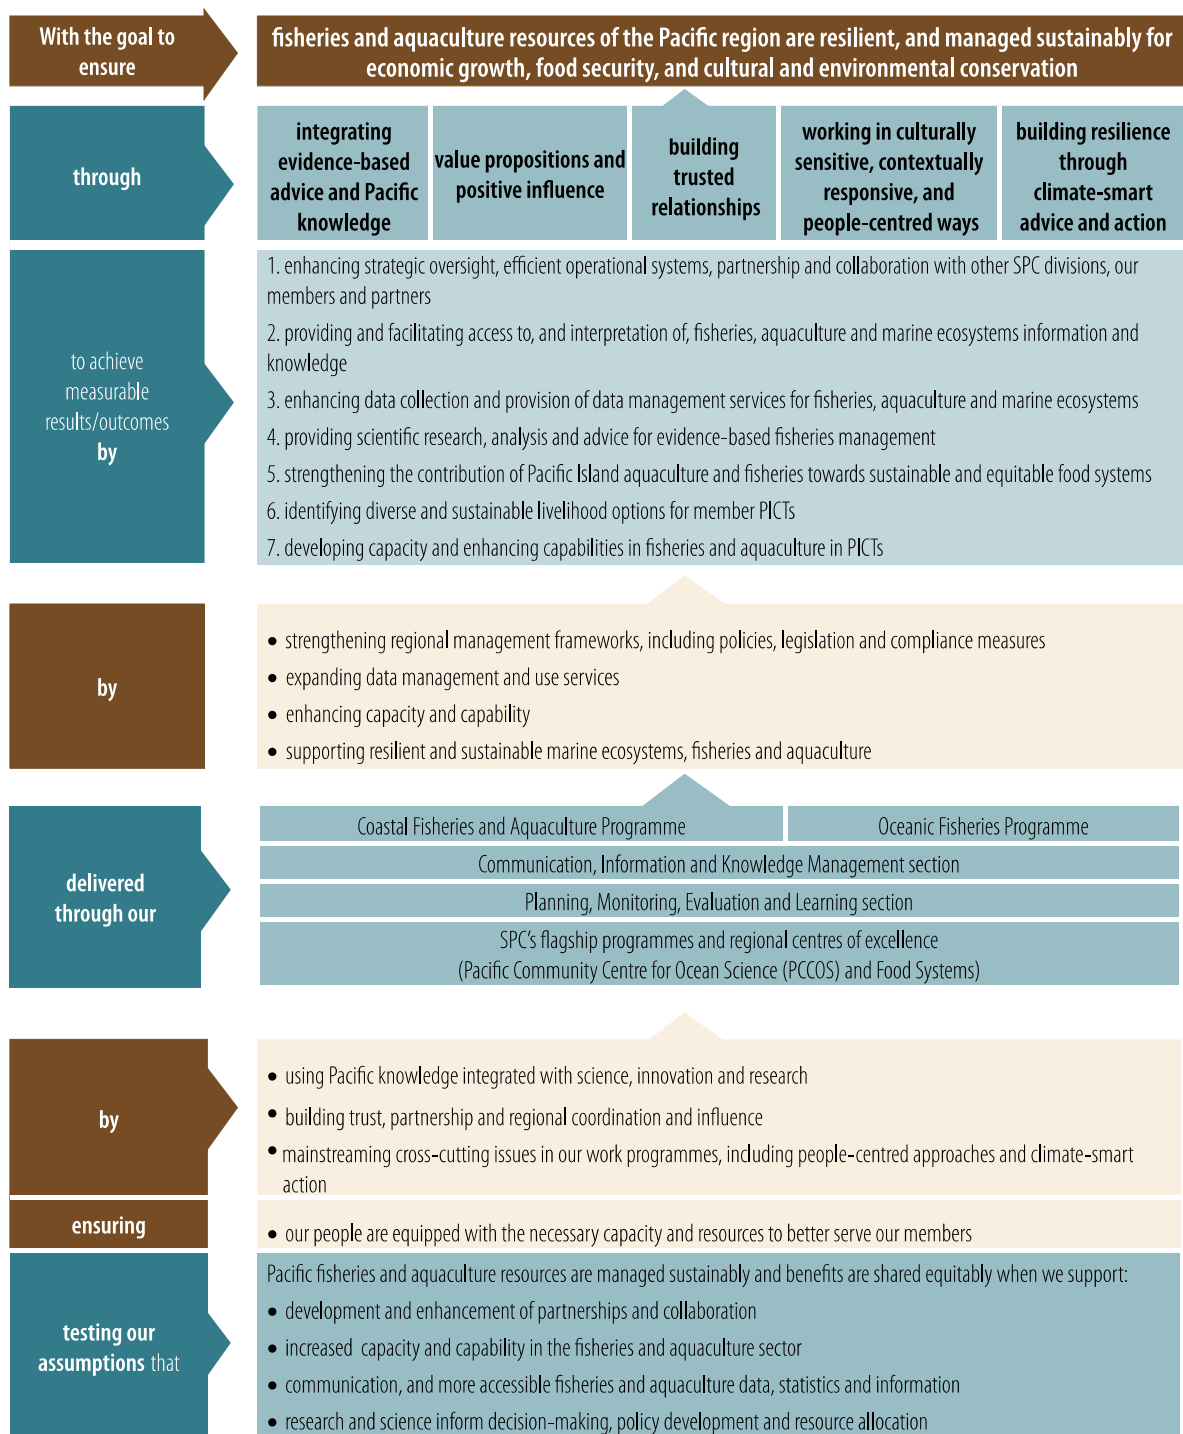 With the goal to
ensure
fisheries and aquaculture resources of the Pacific region are resilient, and managed sustainably for
economic growth, food security, and cultural and environmental conservation
through
integrating
evidence-based
advice and Pacific
knowledge
value propositions and
positive influence
building
trusted
relationships
working in culturally
sensitive, contextually
responsive, and
people-centred ways
building resilience
through
climate-smart
advice and action
to achieve
measurable
results/outcomes
by
1. enhancing strategic oversight, efficient operational systems, partnership and collaboration with other SPC divisions, our
members and partners
2. providing and facilitating access to, and interpretation of, fisheries, aquaculture and marine ecosystems information and
knowledge
3. enhancing data collection and provision of data management services for fisheries, aquaculture and marine ecosystems
4. providing scientific research, analysis and advice for evidence-based fisheries management
5. strengthening the contribution of Pacific Island aquaculture and fisheries towards sustainable and equitable food systems
6. identifying diverse and sustainable livelihood options for member PICTs
7. developing capacity and enhancing capabilities in fisheries and aquaculture in PICTs
by
• strengthening regional management frameworks, including policies, legislation and compliance measures
• expanding data management and use services
• enhancing capacity and capability
• supporting resilient and sustainable marine ecosystems, fisheries and aquaculture
delivered
through our
Coastal Fisheries and Aquaculture Programme
Oceanic Fisheries Programme
Communication, Information and Knowledge Management section
Planning, Monitoring, Evaluation and Learning section
SPC's flagship programmes and regional centres of excellence
(Pacific Community Centre for Ocean Science (PCCOS) and Food Systems)
by
• using Pacific knowledge integrated with science, innovation and research
• building trust, partnership and regional coordination and influence
• mainstreaming cross-cutting issues in our work programmes, including people-centred approaches and climate-smart
action
ensuring
• our people are equipped with the necessary capacity and resources to better serve our members
testing our
assumptions that
Pacific fisheries and aquaculture resources are managed sustainably and benefits are shared equitably when we support:
• development and enhancement of partnerships and collaboration
• increased capacity and capability in the fisheries and aquaculture sector
• communication, and more accessible fisheries and aquaculture data, statistics and information
• research and science inform decision-making, policy development and resource allocation